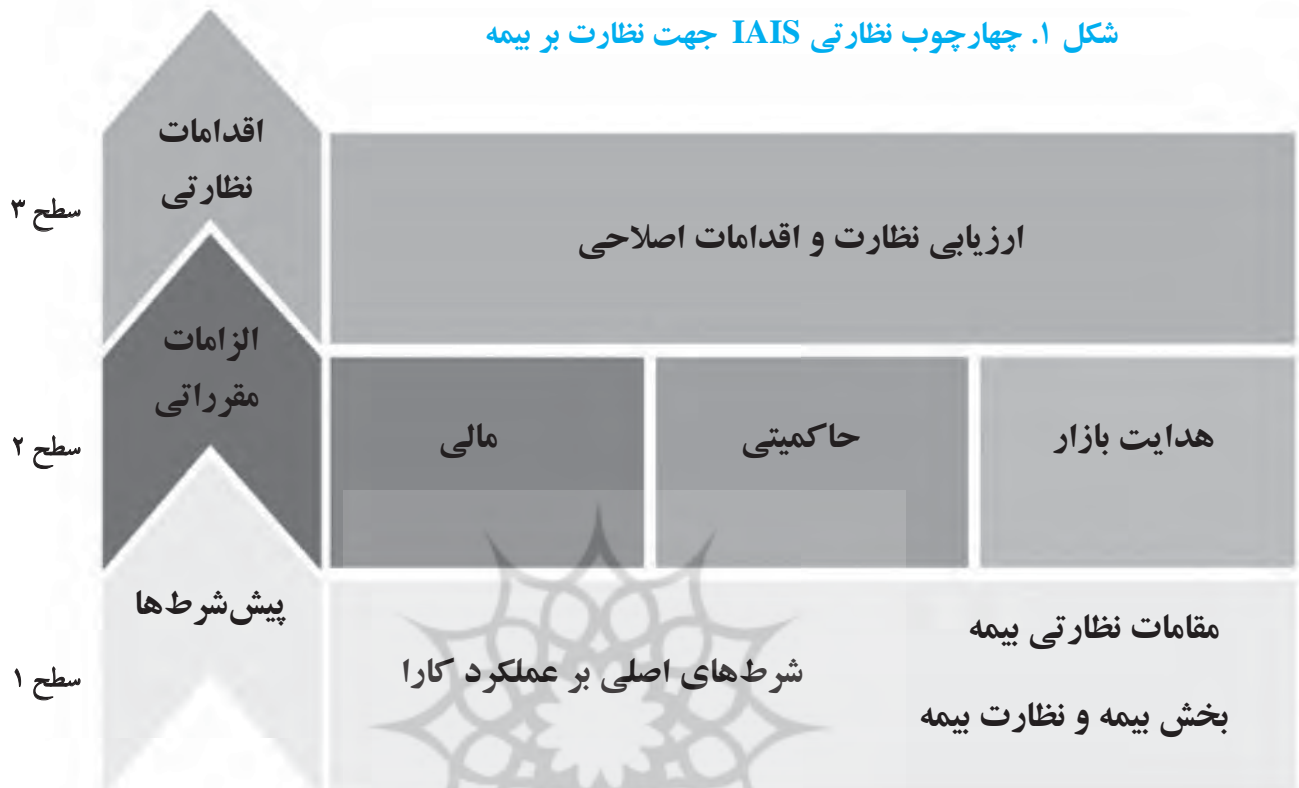 شکل ۱. چهارچوب نظارتی IAIS جهت نظارت بر بیمه
سطح ۳
اقدامات
نظارتی
ارزیابی نظارت و اقدامات اصلاحی
سطح ۲
الزامات
مقرراتی
مالی
حاکمیتی
هدایت بازار
سطح ۱
پیش‌شرط‌ها
شرط‌های اصلی بر عملکرد کارا
مقامات نظارتی بیمه
بخش بیمه و نظارت بیمه